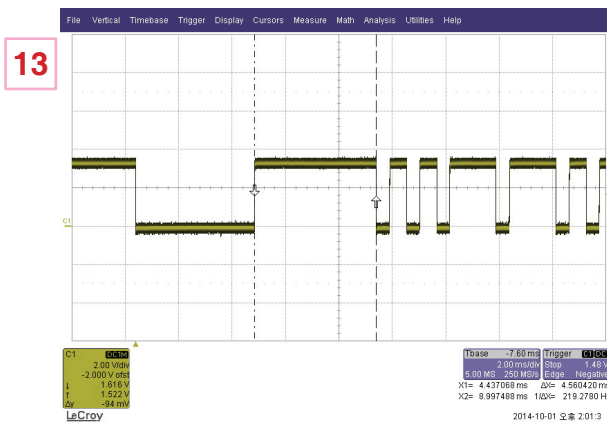 File Vertical Timebase Trigger Display Cursors Measure Math Analysis Utilities Help
13
C1
C1 DC1M
2.00 V/div
-2.000 V ofst
↓ 1.616 V
↑ 1.522 V
Δy -94 mV
Tbase -7.60 ms
2.00 ms/div
5.00 MS 250 MS/s
Trigger C1 DC
Stop 1.48 V
Edge Negative
X1= 4.437068 ms ΔX= 4.560420 ms
X2= 8.997488 ms 1/ΔX= 219.2780 H
LeCroy
2014-10-01 오후 2:01:3